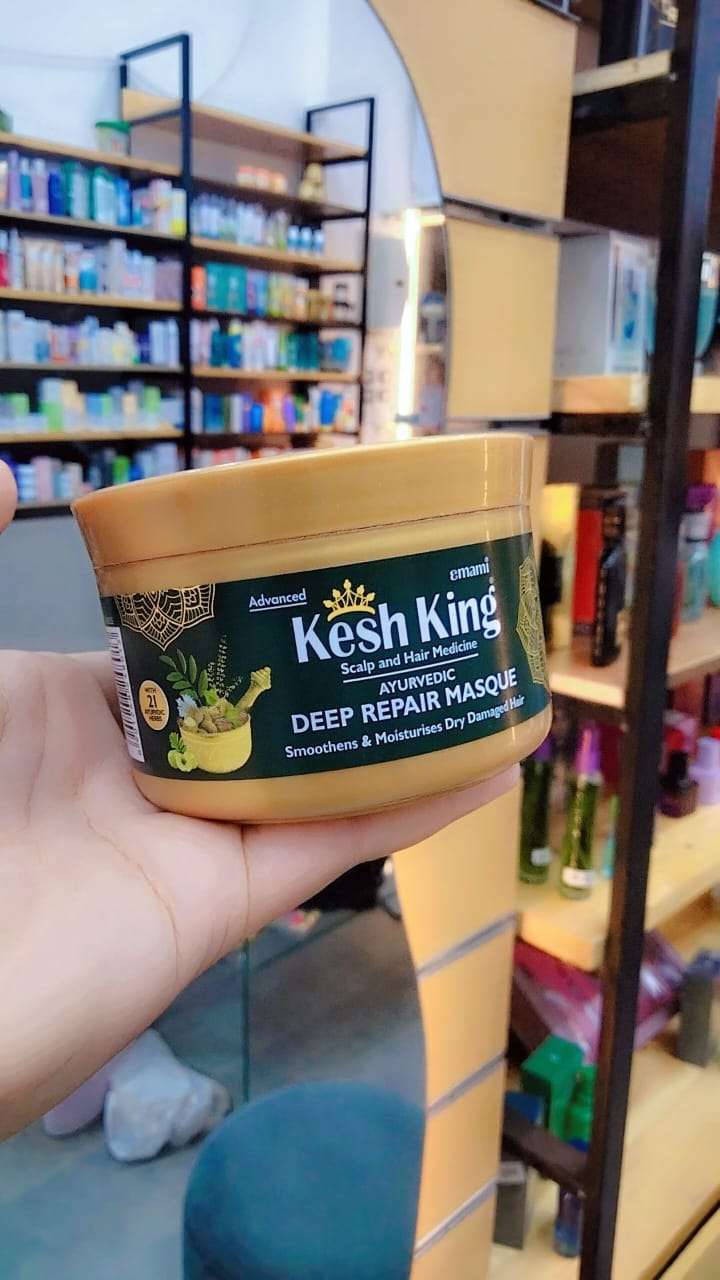 emami
Advanced
Kesh King
Scalp and Hair Medicine
AYURVEDIC
DEEP REPAIR MASQUE
Smoothens & Moisturises Dry Damaged Hair
WITH
21
AYURVEDIC
HERBS